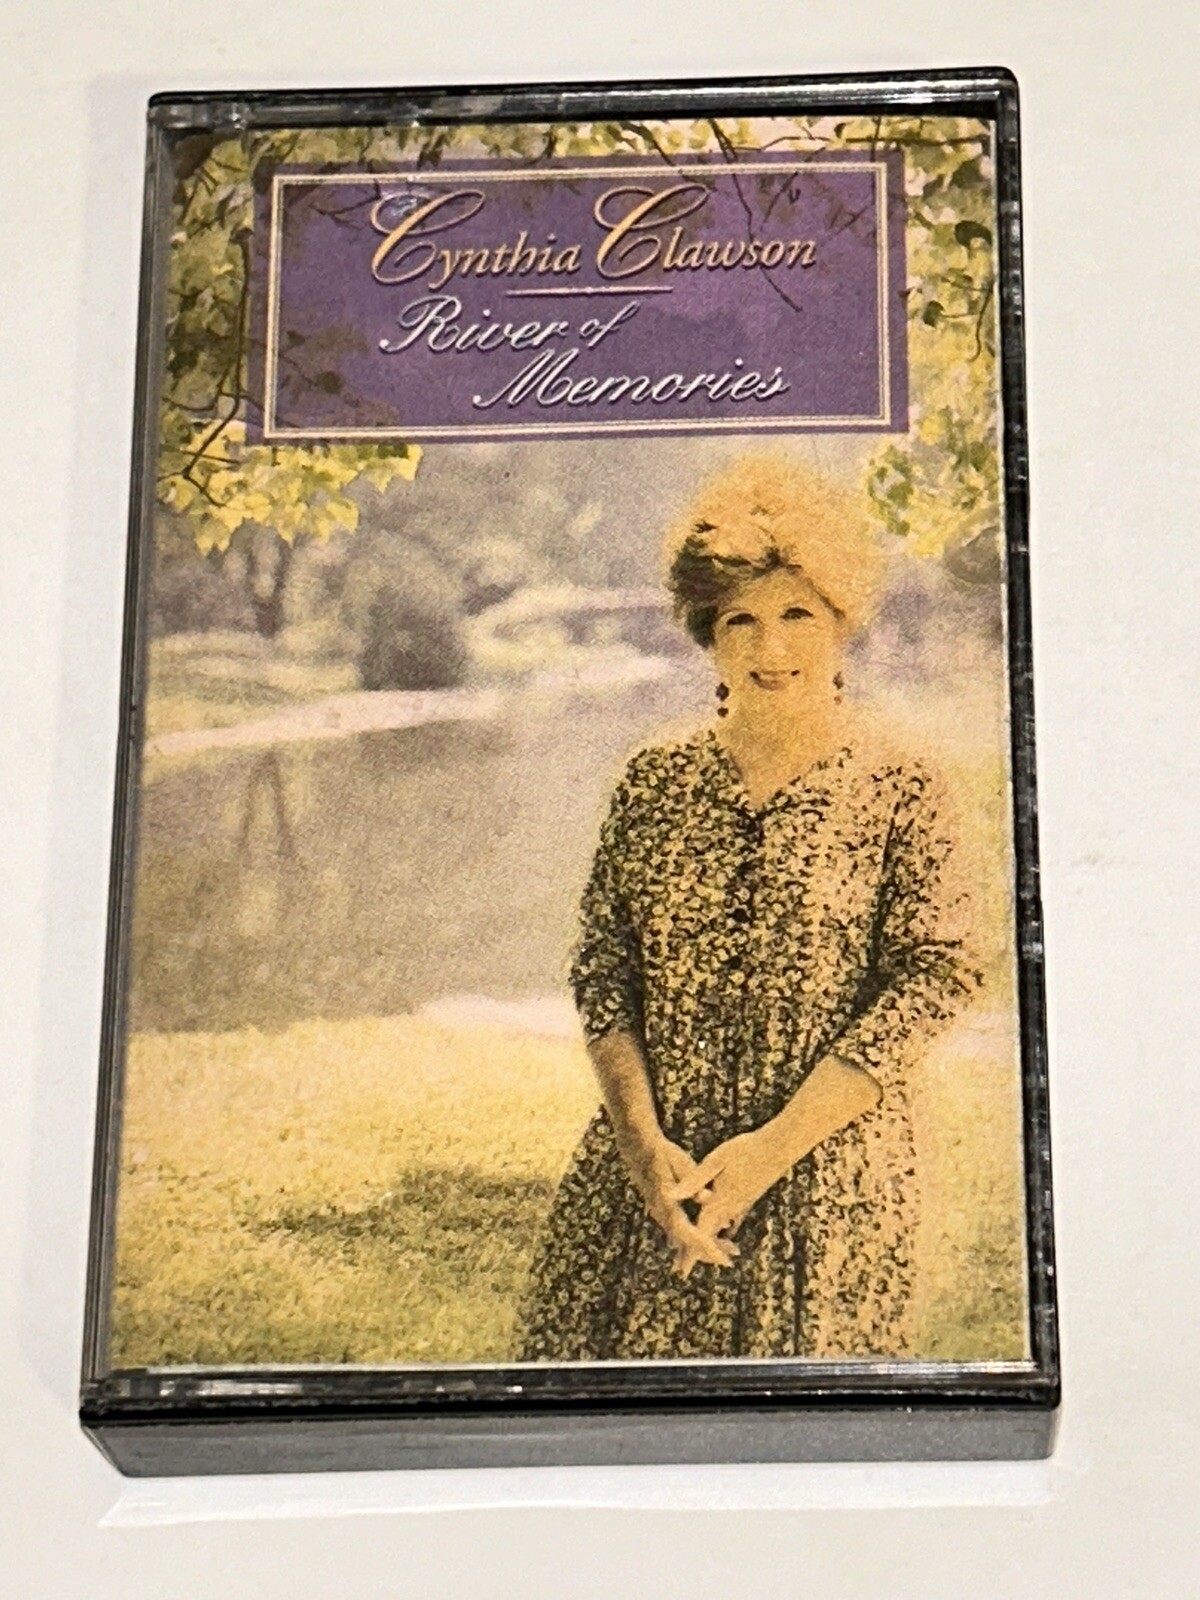 Cynthia Clawson
River of
Memories